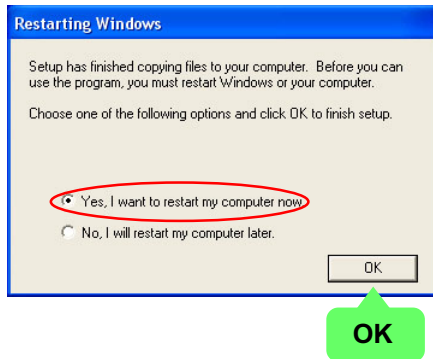 Restarting Windows
Setup has finished copying files to your computer.  Before you can
use the program, you must restart Windows or your computer.
Choose one of the following options and click OK to finish setup.
Yes, I want to restart my computer now.
No, I will restart my computer later.
OK
OK